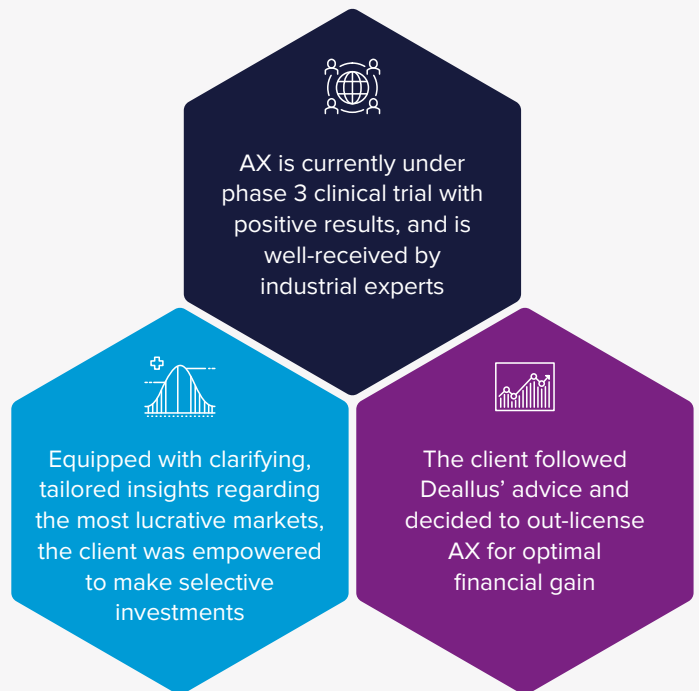 AX is currently under
phase 3 clinical trial with
positive results, and is
well-received by
industrial experts
Equipped with clarifying,
tailored insights regarding
the most lucrative markets,
the client was empowered
to make selective
investments
The client followed
Deallus’ advice and
decided to out-license
AX for optimal
financial gain